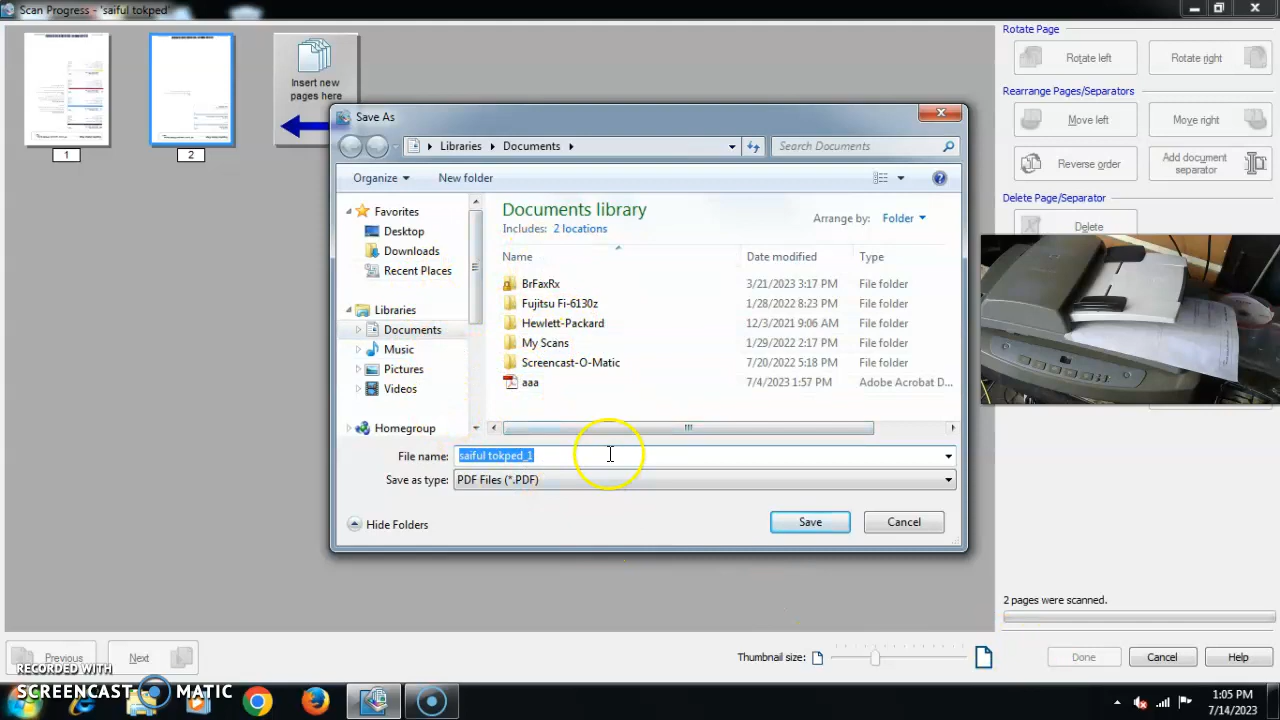 Scan Progress - 'saiful tokped'
Rotate Page
Rotate left
Rotate right
Insert new
pages here
Rearrange Pages/Separators
Move left
Move right
Reverse order
Add document
separator
Delete Page/Separator
Delete
1
2
Save As
Libraries
Documents
Search Documents
Organize
New folder
Favorites
Desktop
Downloads
Recent Places
Libraries
Documents
Music
Pictures
Videos
Homegroup
Documents library
Includes: 2 locations
Arrange by: Folder
Name Date modified Type
BrFaxRx 3/21/2023 3:17 PM File folder
Fujitsu Fi-6130z 1/28/2022 8:23 PM File folder
Hewlett-Packard 12/3/2021 9:06 AM File folder
My Scans 1/29/2022 2:17 PM File folder
Screencast-O-Matic 7/20/2022 5:18 PM File folder
aaa 7/4/2023 1:57 PM Adobe Acrobat D...
File name: saiful tokped_1
Save as type: PDF Files (*.PDF)
Hide Folders
Save
Cancel
2 pages were scanned.
Previous
Next
Thumbnail size:
Done
Cancel
Help
RECORDED WITH
SCREENCAST MATIC
1:05 PM
7/14/2023